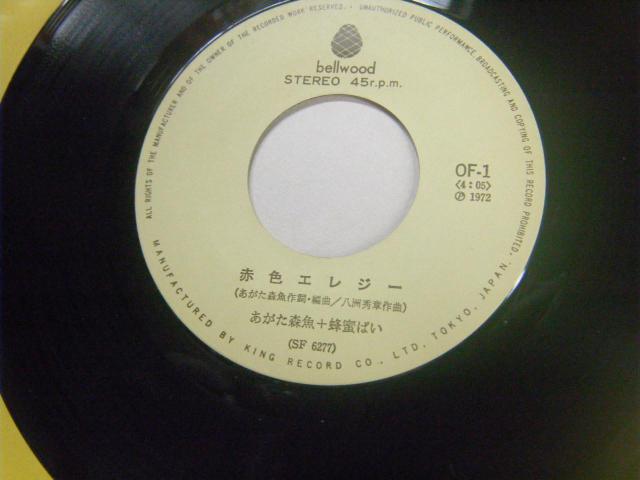 ALL RIGHTS OF THE MANUFACTURER AND OF THE OWNER OF THE RECORDED WORK RESERVED. • UNAUTHORIZED PUBLIC PERFORMANCE BROADCASTING AND COPYING OF THIS RECORD PROHIBITED •
bellwood
STEREO 45r.p.m.
OF-1
〈4:05〉
Ⓟ 1972
赤色エレジー
(あがた森魚作詞・編曲/八洲秀章作曲)
あがた森魚+蜂蜜ぱい
(SF 6277)
MANUFACTURED BY KING RECORD CO., LTD. TOKYO, JAPAN.